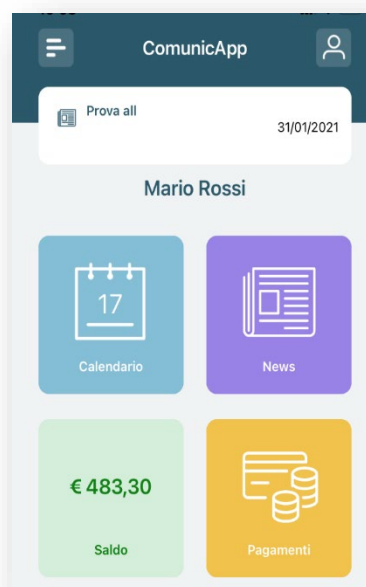 ComunicApp
Prova all
31/01/2021
Mario Rossi
17
Calendario
News
€ 483,30
Saldo
Pagamenti